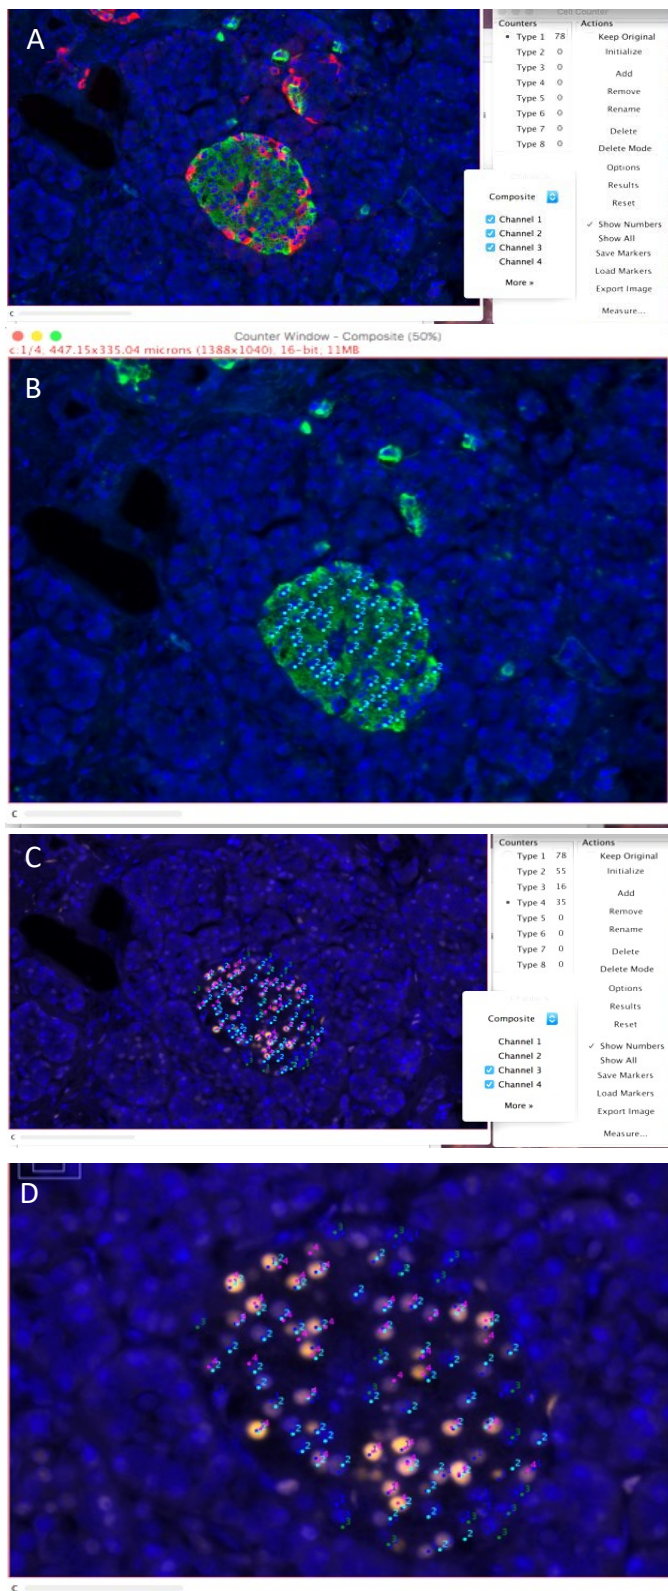 A
Cell Counter
Counters
Actions
Type 1 78
Type 2 0
Type 3 0
Type 4 0
Type 5 0
Type 6 0
Type 7 0
Type 8 0
Keep Original
Initialize
Add
Remove
Rename
Delete
Delete Mode
Options
Results
Reset
✓ Show Numbers
Show All
Save Markers
Load Markers
Export Image
Measure...
Composite
Channel 1
Channel 2
Channel 3
Channel 4
More »
c
Counter Window - Composite (50%)
c:1/4, 447.15x335.04 microns (1388x1040), 16-bit, 11MB
B
c
C
Counters
Actions
Type 1 78
Type 2 55
Type 3 16
Type 4 35
Type 5 0
Type 6 0
Type 7 0
Type 8 0
Keep Original
Initialize
Add
Remove
Rename
Delete
Delete Mode
Options
Results
Reset
✓ Show Numbers
Show All
Save Markers
Load Markers
Export Image
Measure...
Composite
Channel 1
Channel 2
Channel 3
Channel 4
More »
c
D
c